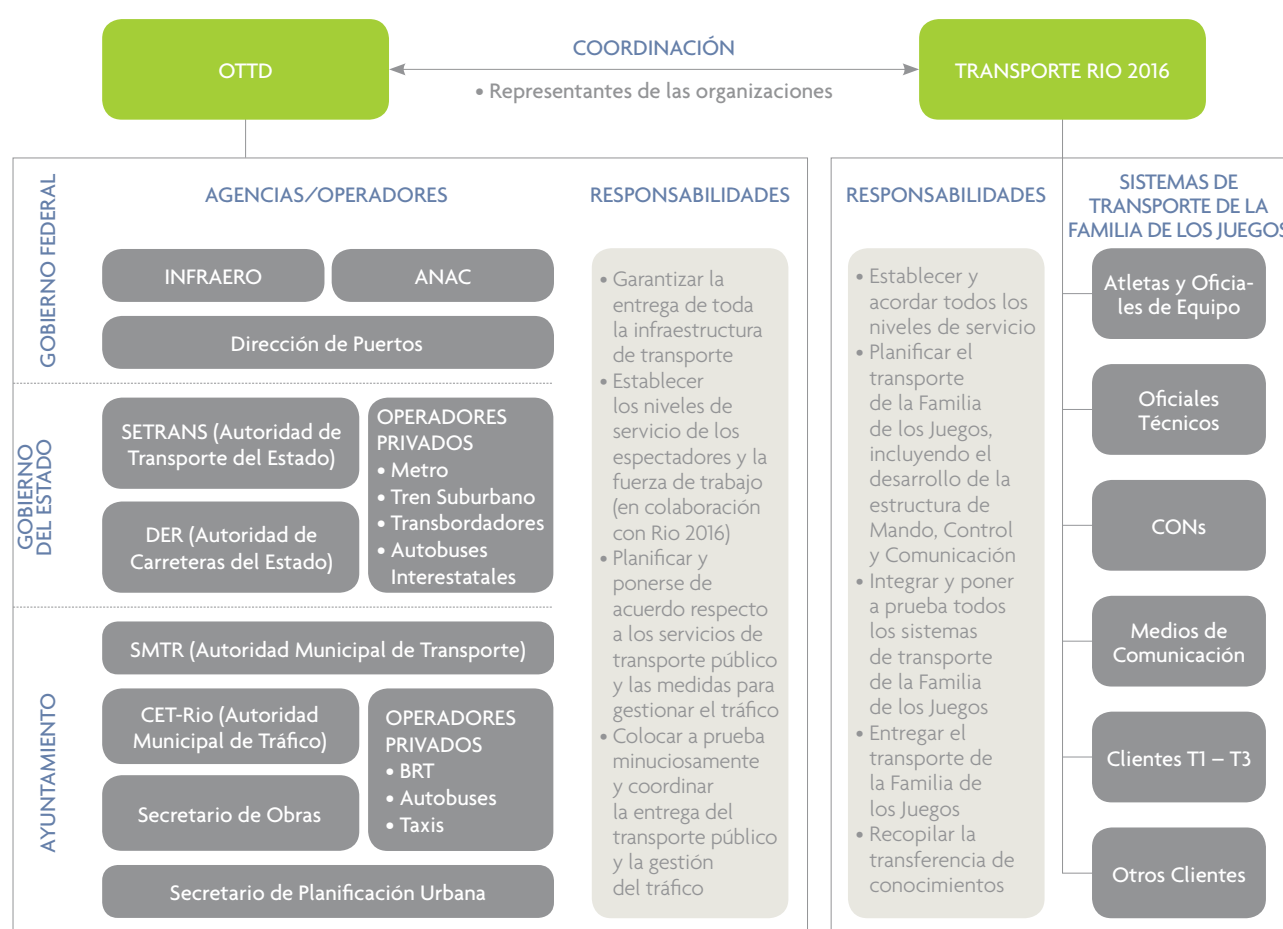 OTTD
COORDINACIÓN
• Representantes de las organizaciones
TRANSPORTE RIO 2016
GOBIERNO FEDERAL
AGENCIAS/OPERADORES
INFRAERO
ANAC
Dirección de Puertos
GOBIERNO
DEL ESTADO
SETRANS (Autoridad de
Transporte del Estado)
DER (Autoridad de
Carreteras del Estado)
OPERADORES
PRIVADOS
• Metro
• Tren Suburbano
• Transbordadores
• Autobuses
Interestatales
AYUNTAMIENTO
SMTR (Autoridad Municipal de Transporte)
CET-Rio (Autoridad
Municipal de Tráfico)
Secretario de Obras
OPERADORES
PRIVADOS
• BRT
• Autobuses
• Taxis
Secretario de Planificación Urbana
RESPONSABILIDADES
• Garantizar la
entrega de toda
la infraestructura
de transporte
• Establecer
los niveles de
servicio de los
espectadores y la
fuerza de trabajo
(en colaboración
con Rio 2016)
• Planificar y
ponerse de
acuerdo respecto
a los servicios de
transporte público
y las medidas para
gestionar el tráfico
• Colocar a prueba
minuciosamente
y coordinar
la entrega del
transporte público
y la gestión
del tráfico
RESPONSABILIDADES
• Establecer y
acordar todos los
niveles de servicio
• Planificar el
transporte
de la Familia
de los Juegos,
incluyendo el
desarrollo de la
estructura de
Mando, Control
y Comunicación
• Integrar y poner
a prueba todos
los sistemas
de transporte
de la Familia
de los Juegos
• Entregar el
transporte de
la Familia de
los Juegos
• Recopilar la
transferencia de
conocimientos
SISTEMAS DE
TRANSPORTE DE LA
FAMILIA DE LOS JUEGOS
Atletas y Oficia-
les de Equipo
Oficiales
Técnicos
CONs
Medios de
Comunicación
Clientes T1 – T3
Otros Clientes